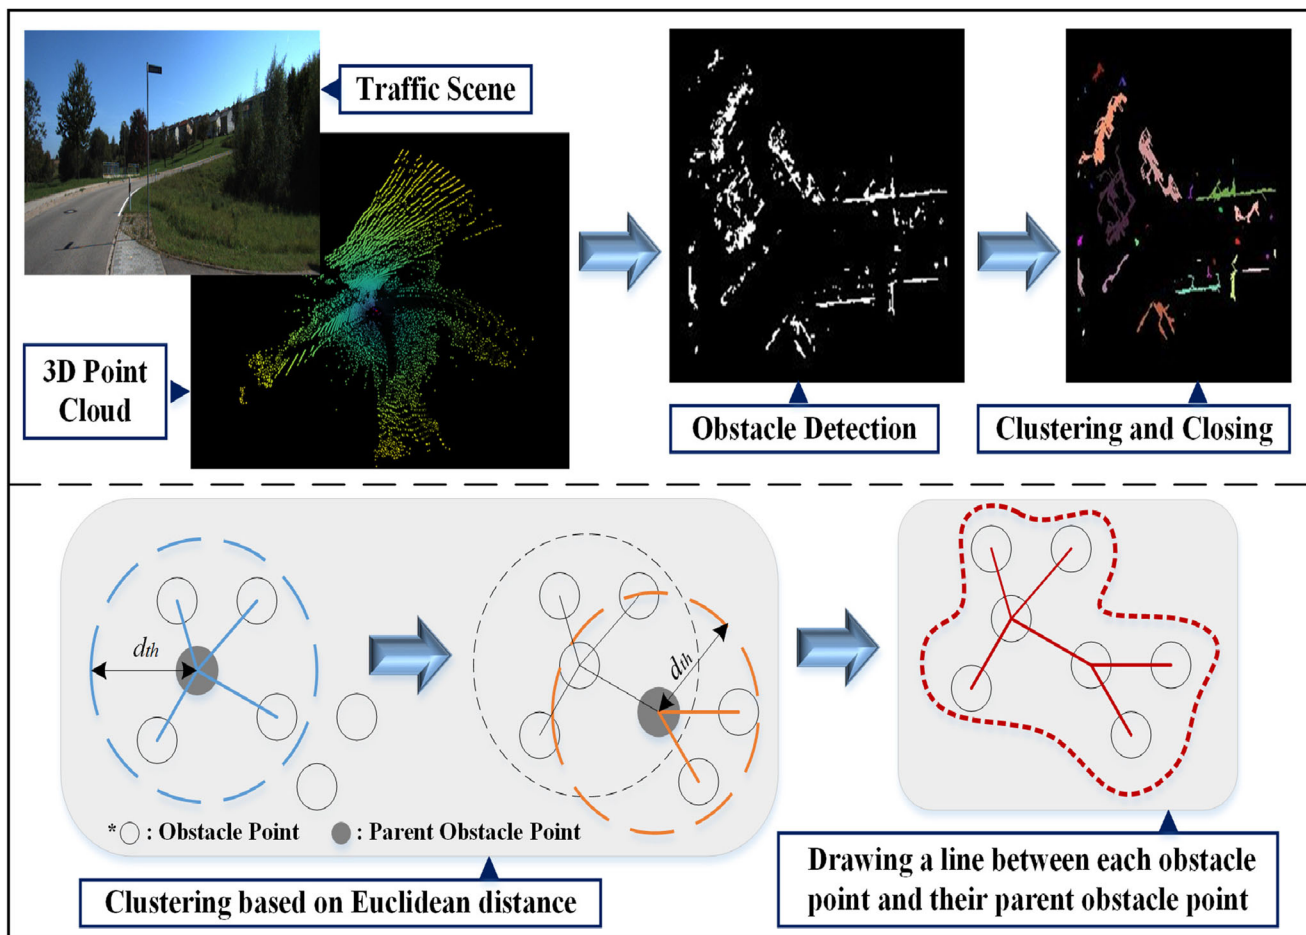 Traffic Scene
3D Point
Cloud
Obstacle Detection
Clustering and Closing
dth
dth
*○ : Obstacle Point
: Parent Obstacle Point
Clustering based on Euclidean distance
Drawing a line between each obstacle
point and their parent obstacle point